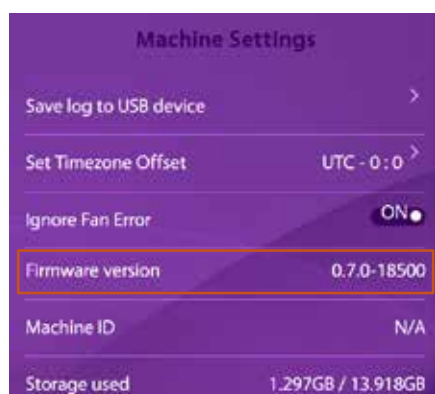 Machine Settings
Save log to USB device >
Set Timezone Offset UTC - 0 : 0 >
Ignore Fan Error ON
Firmware version 0.7.0-18500
Machine ID N/A
Storage used 1.297GB / 13.918GB